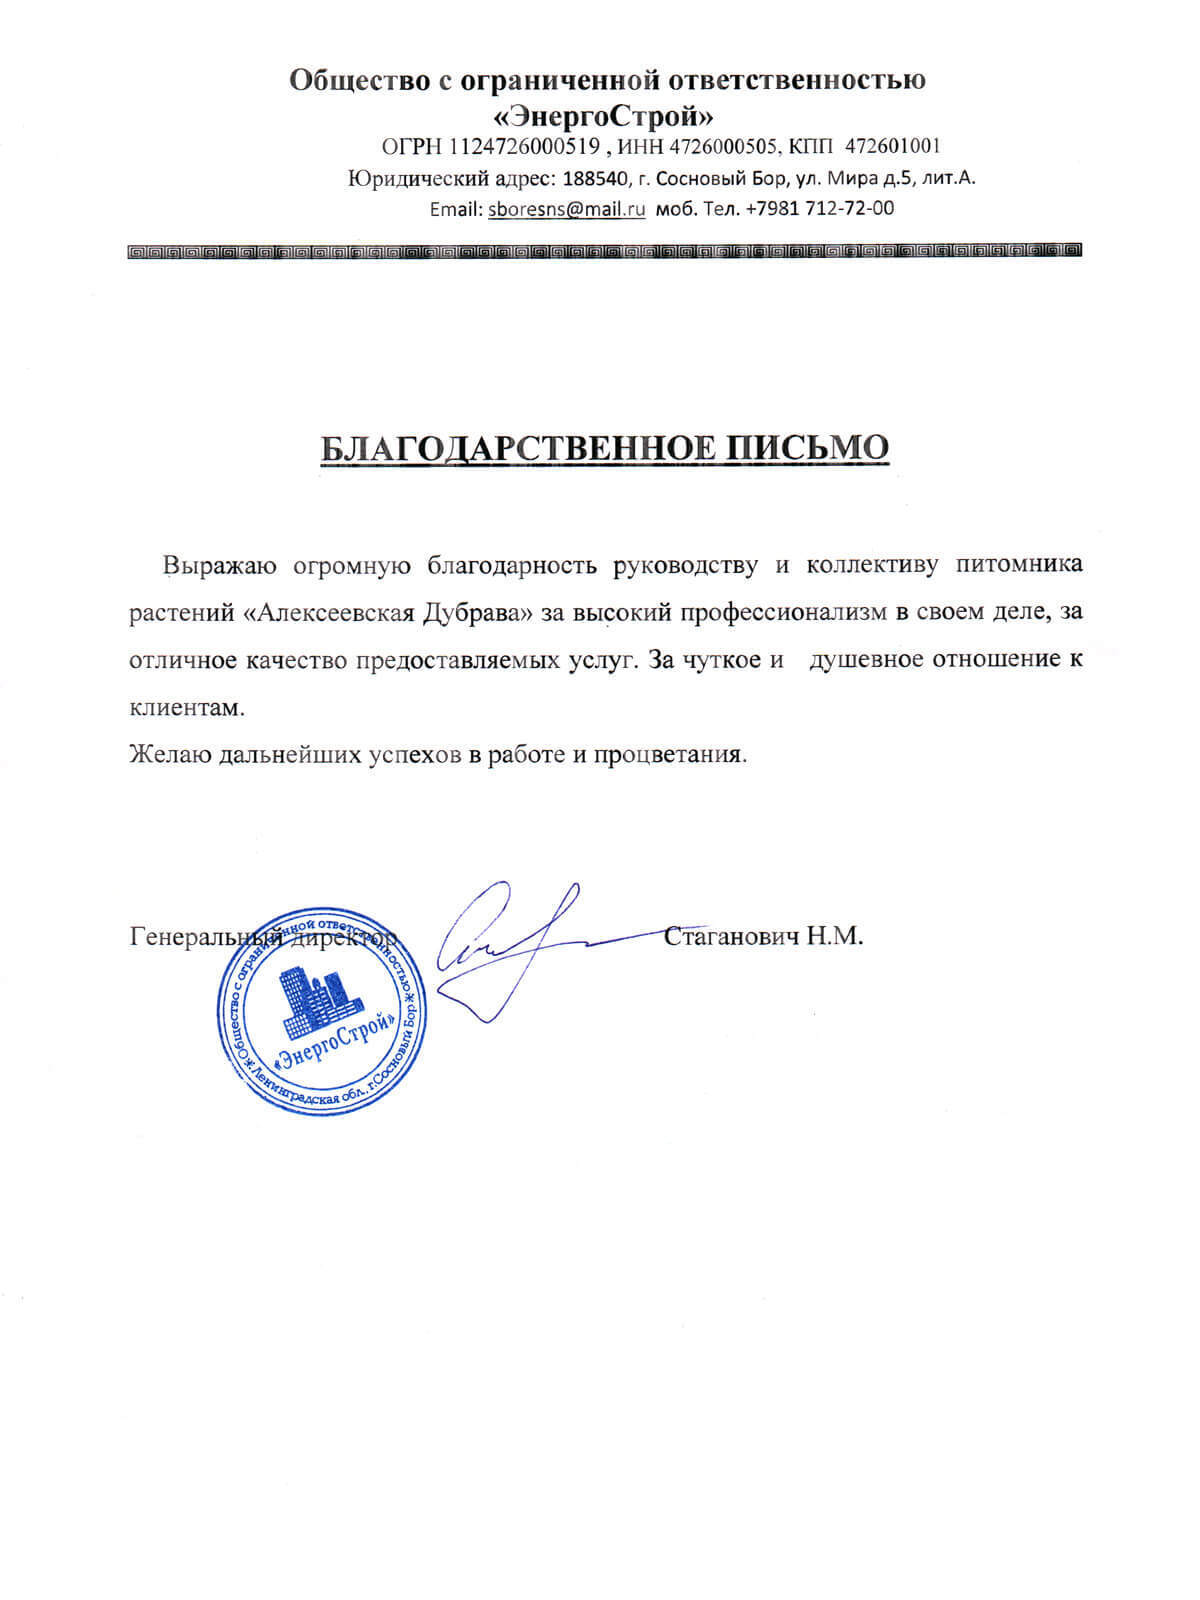 Общество с ограниченной ответственностью
«ЭнергоСтрой»
ОГРН 1124726000519 , ИНН 4726000505, КПП 472601001
Юридический адрес: 188540, г. Сосновый Бор, ул. Мира д.5, лит.А.
Email: sboresns@mail.ru моб. Тел. +7981 712-72-00
БЛАГОДАРСТВЕННОЕ ПИСЬМО
Выражаю огромную благодарность руководству и коллективу питомника
растений «Алексеевская Дубрава» за высокий профессионализм в своем деле, за
отличное качество предоставляемых услуг. За чуткое и душевное отношение к
клиентам.
Желаю дальнейших успехов в работе и процветания.
Генеральный директор Стаганович Н.М.
Общество с ограниченной ответственностью
«ЭнергоСтрой»
Ленинградская обл., г.Сосновый Бор